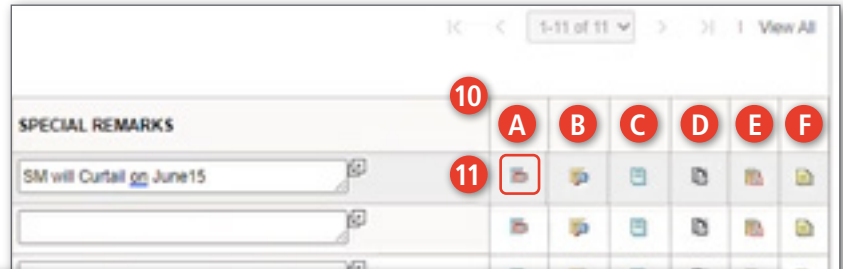 1-11 of 11 View All
10
SPECIAL REMARKS A B C D E F
SM will Curtail on June15 11